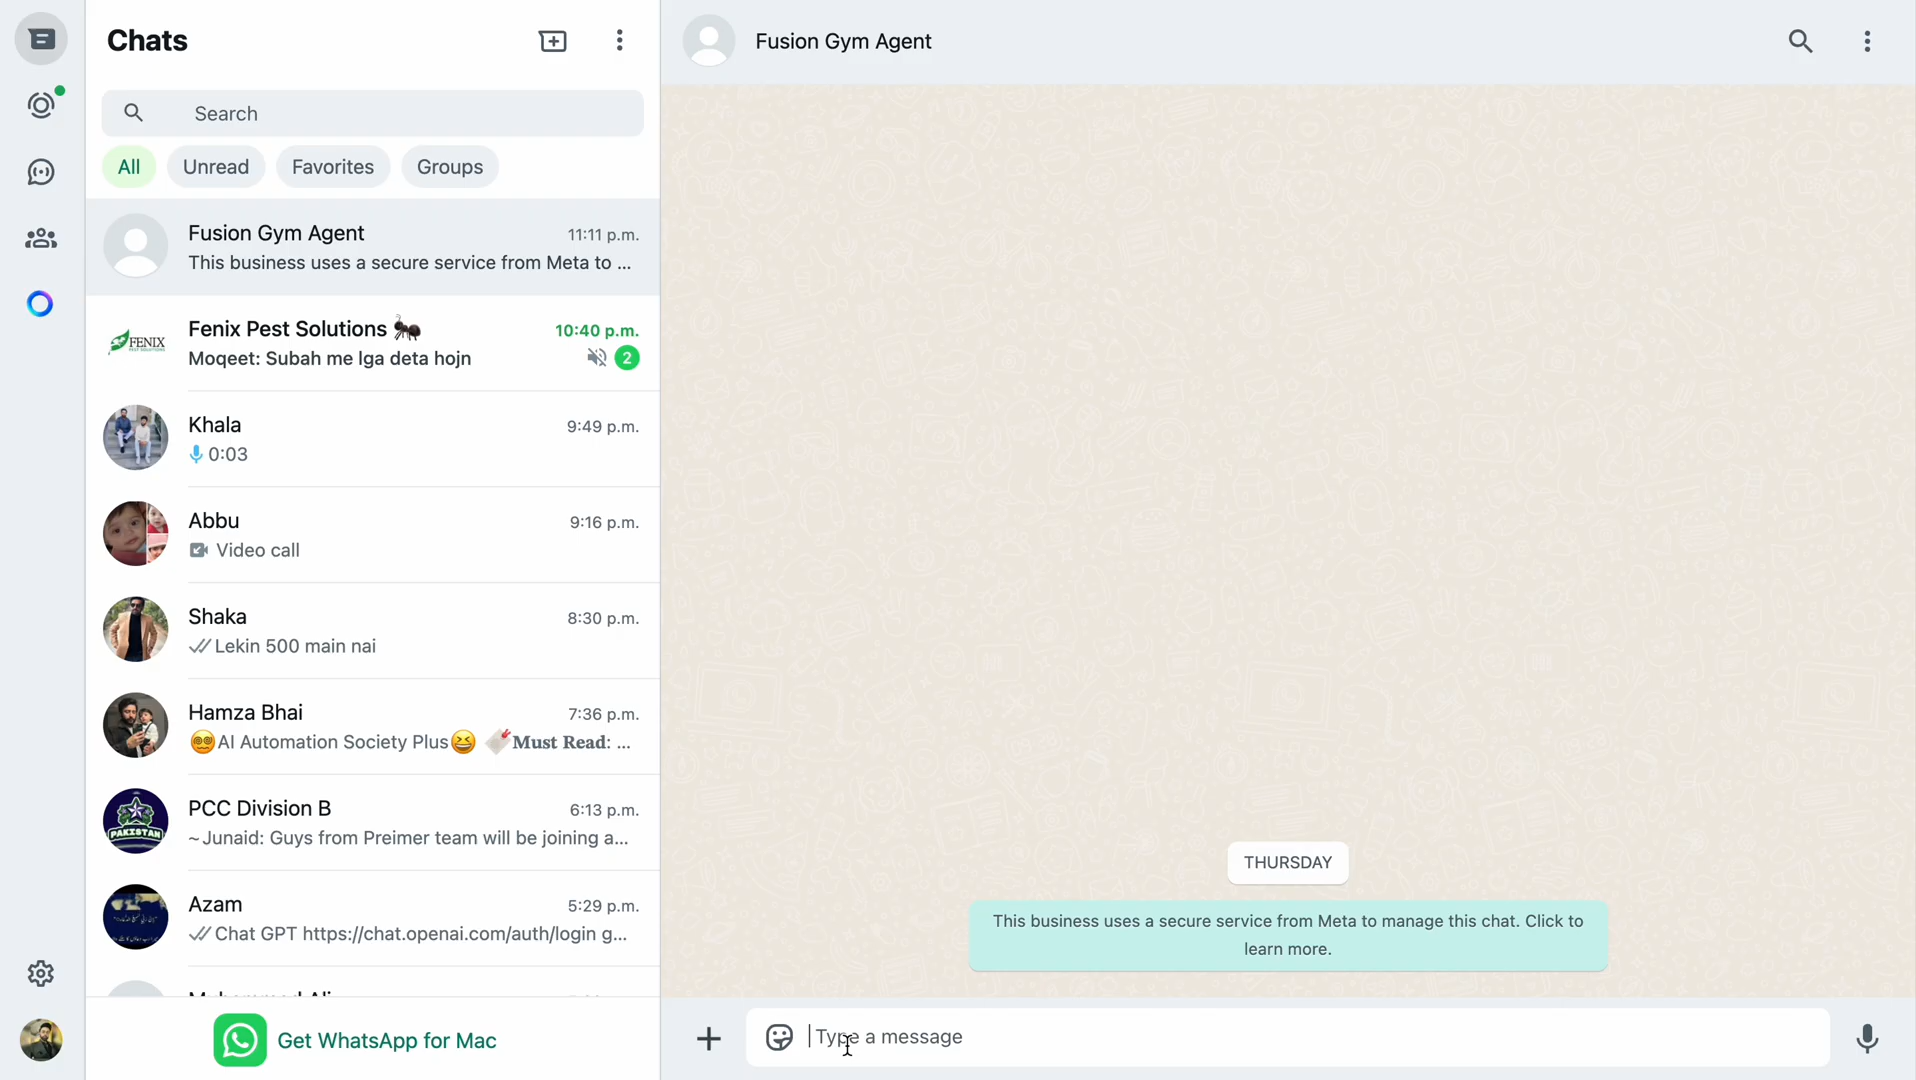 Chats
Search
All
Unread
Favorites
Groups
Fusion Gym Agent
11:11 p.m.
This business uses a secure service from Meta to ...
FENIX
Fenix Pest Solutions 🐜
10:40 p.m.
Moqeet: Subah me lga deta hojn
2
Khala
9:49 p.m.
0:03
Abbu
9:16 p.m.
Video call
Shaka
8:30 p.m.
Lekin 500 main nai
Hamza Bhai
7:36 p.m.
😵‍💫AI Automation Society Plus😆 🏷️Must Read: ...
PAKISTAN
PCC Division B
6:13 p.m.
~Junaid: Guys from Preimer team will be joining a...
Azam
5:29 p.m.
Chat GPT https://chat.openai.com/auth/login g...
Get WhatsApp for Mac
Fusion Gym Agent
THURSDAY
This business uses a secure service from Meta to manage this chat. Click to
learn more.
Type a message